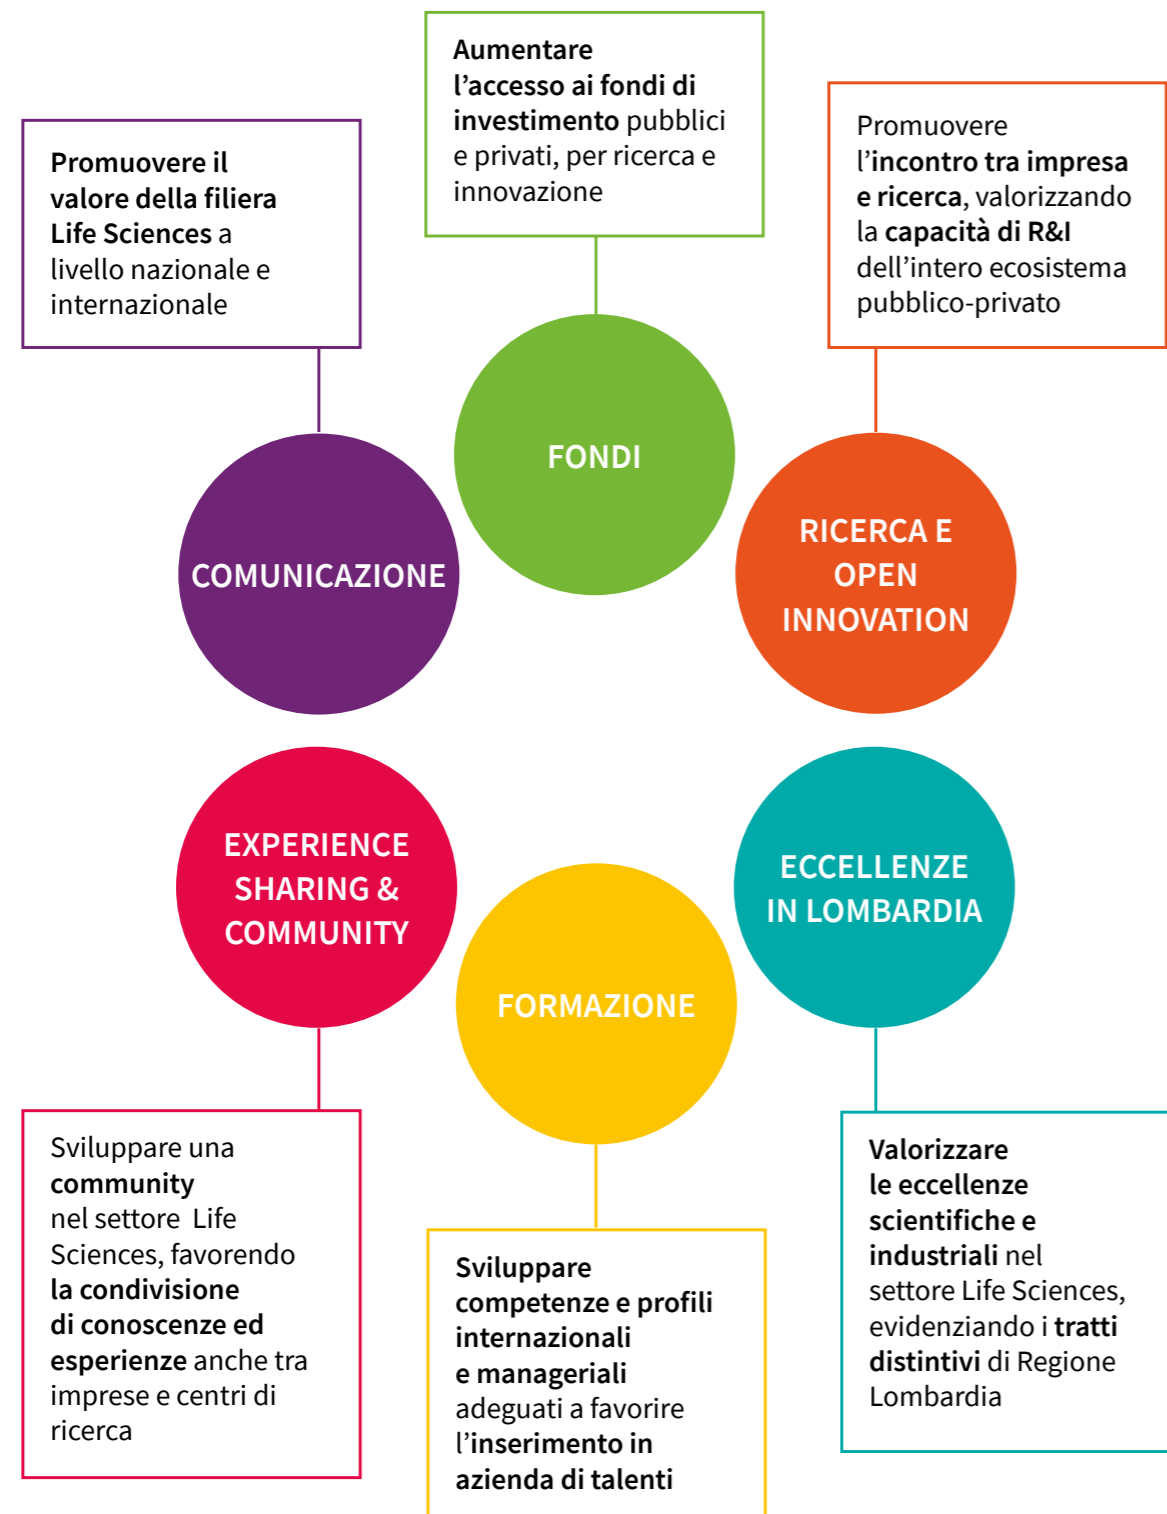 Aumentare
l’accesso ai fondi di
investimento pubblici
e privati, per ricerca e
innovazione
Promuovere il
valore della filiera
Life Sciences a
livello nazionale e
internazionale
Promuovere
l’incontro tra impresa
e ricerca, valorizzando
la capacità di R&I
dell’intero ecosistema
pubblico-privato
FONDI
COMUNICAZIONE
RICERCA E
OPEN
INNOVATION
EXPERIENCE
SHARING &
COMMUNITY
FORMAZIONE
ECCELLENZE
IN LOMBARDIA
Sviluppare una
community
nel settore Life
Sciences, favorendo
la condivisione
di conoscenze ed
esperienze anche tra
imprese e centri di
ricerca
Sviluppare
competenze e profili
internazionali
e manageriali
adeguati a favorire
l’inserimento in
azienda di talenti
Valorizzare
le eccellenze
scientifiche e
industriali nel
settore Life Sciences,
evidenziando i tratti
distintivi di Regione
Lombardia